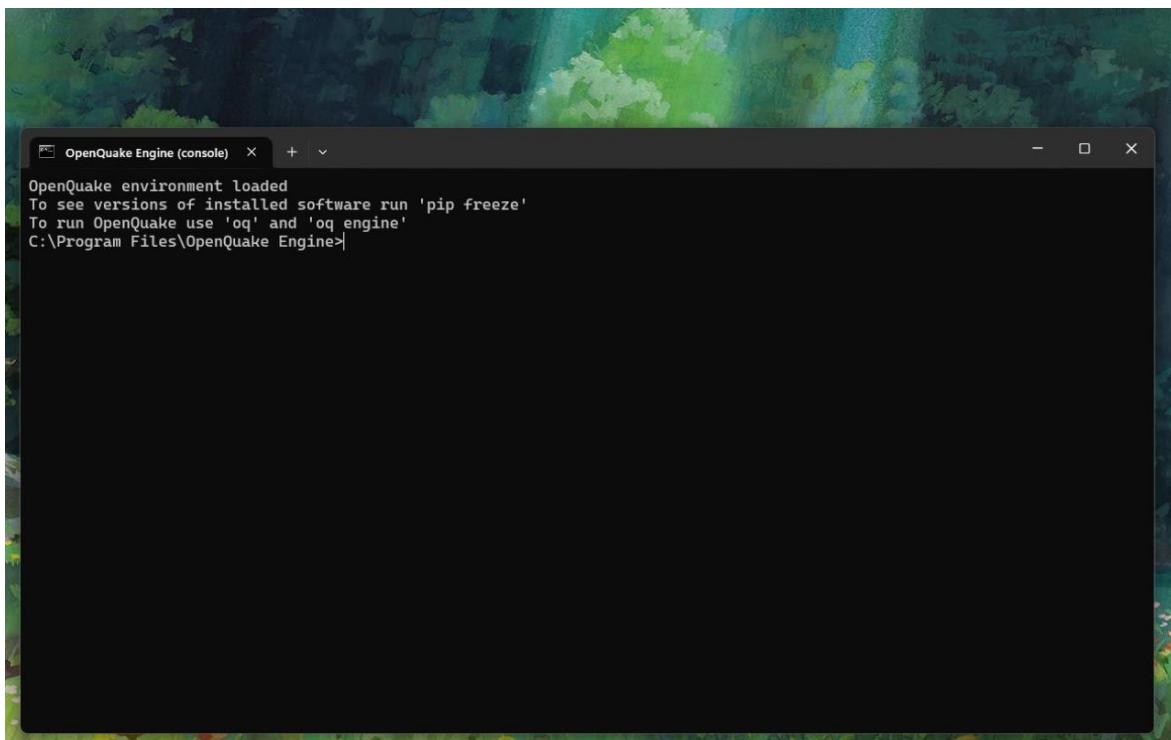 OpenQuake Engine (console)
OpenQuake environment loaded
To see versions of installed software run 'pip freeze'
To run OpenQuake use 'oq' and 'oq engine'
C:\Program Files\OpenQuake Engine>